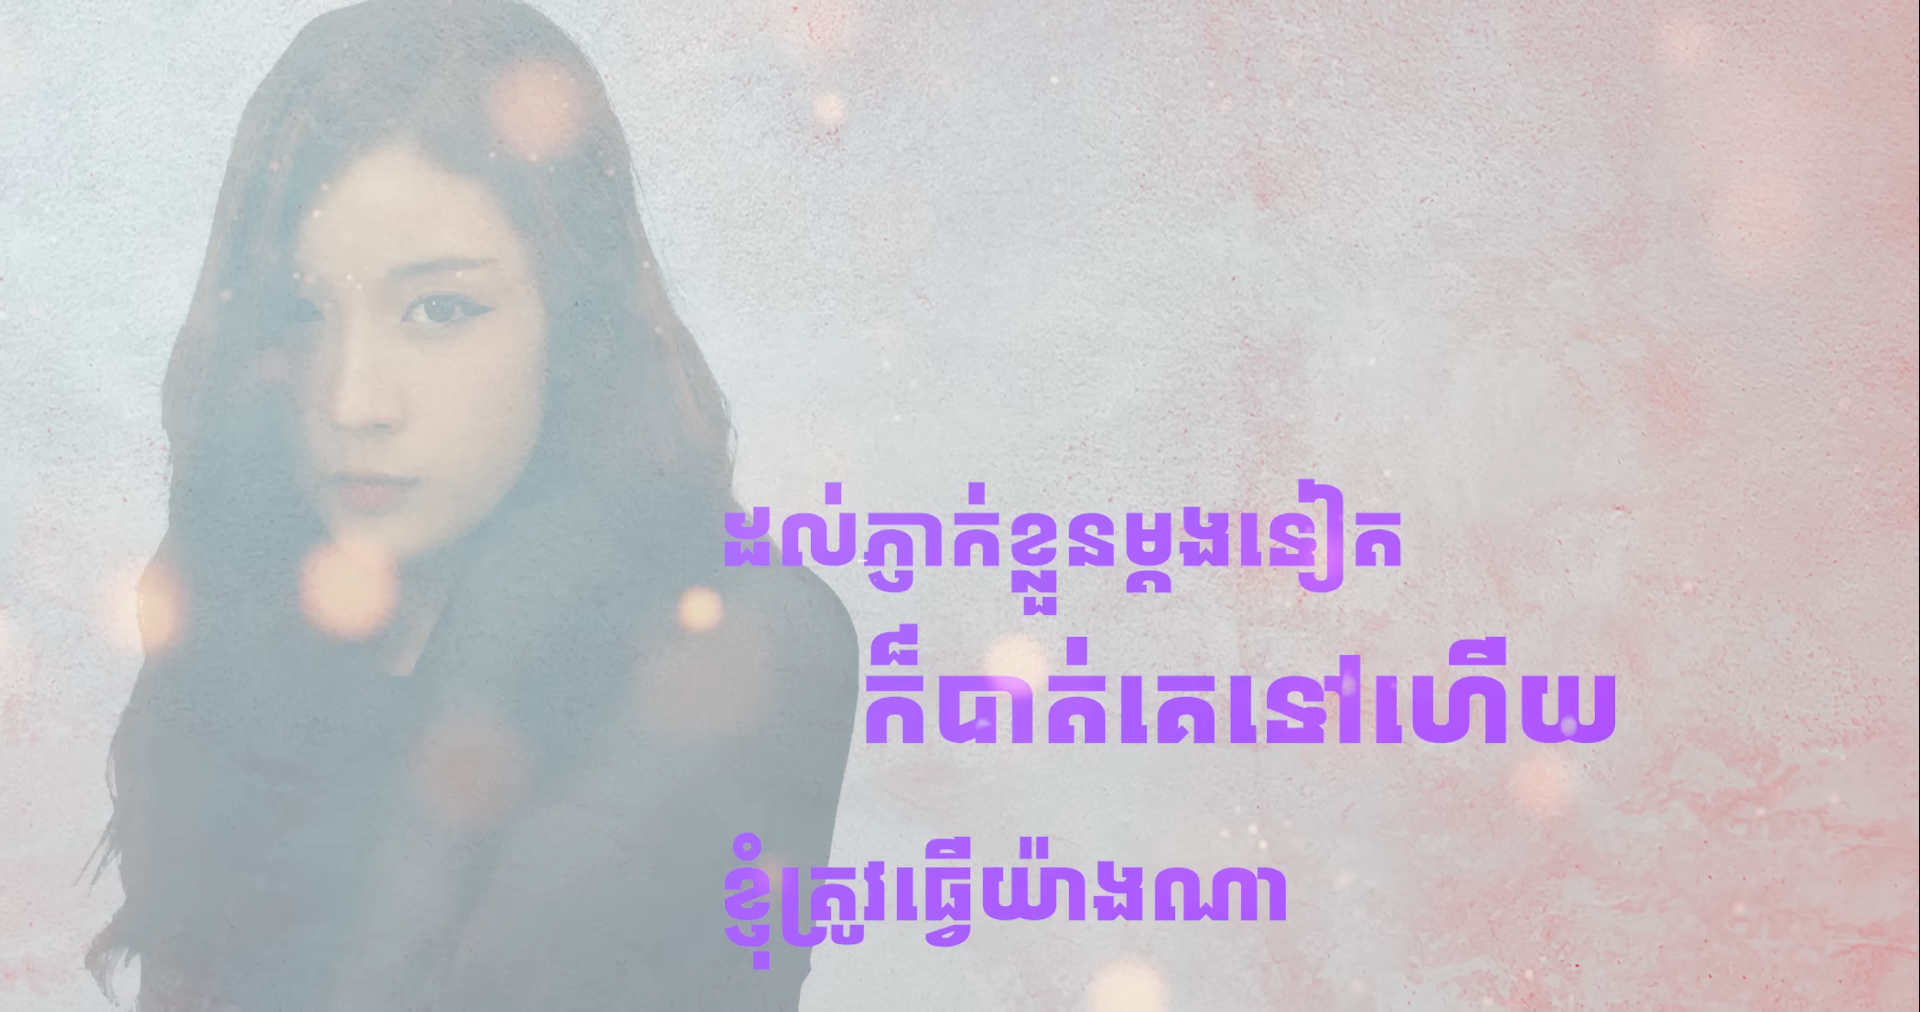 ដល់ភ្ញាក់ខ្លួនម្ដងទៀត
ក៏បាត់គេទៅហើយ
ខ្ញុំត្រូវធ្វើយ៉ាងណា